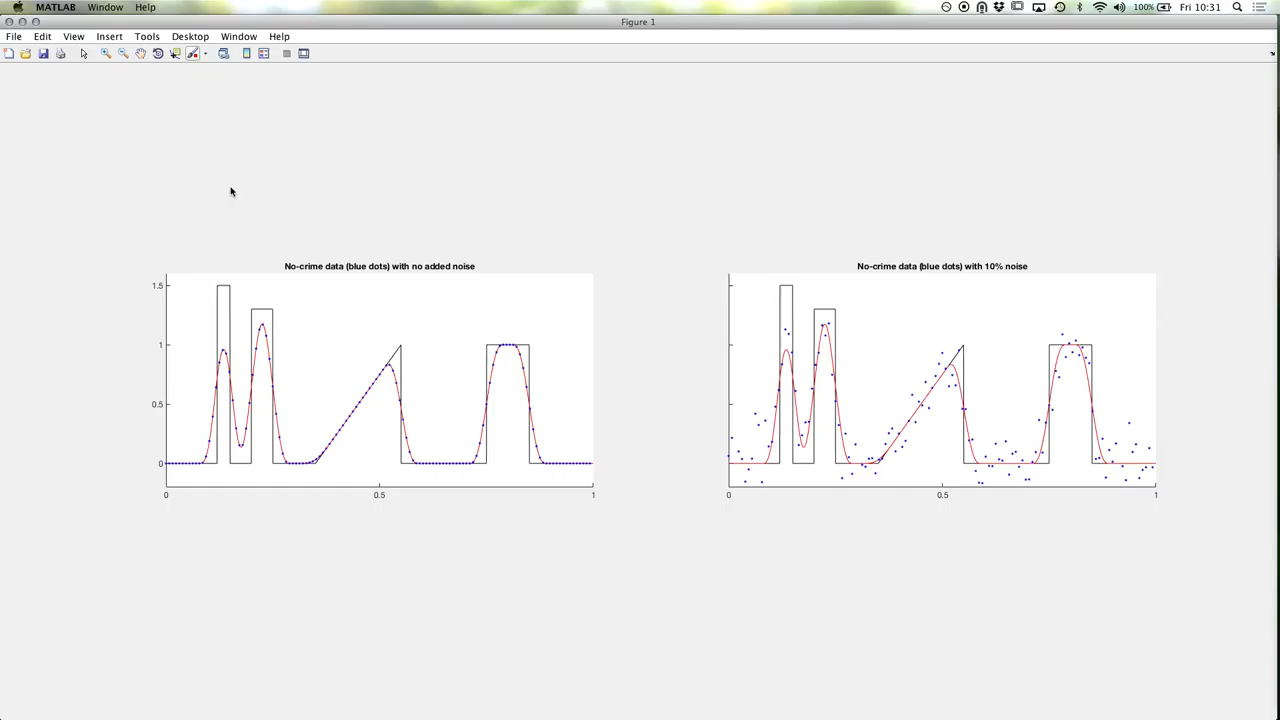 MATLAB Window Help 100% Fri 10:31
Figure 1
File Edit View Insert Tools Desktop Window Help
No-crime data (blue dots) with no added noise
1.5
1
0.5
0
0 0.5 1
No-crime data (blue dots) with 10% noise
0 0.5 1